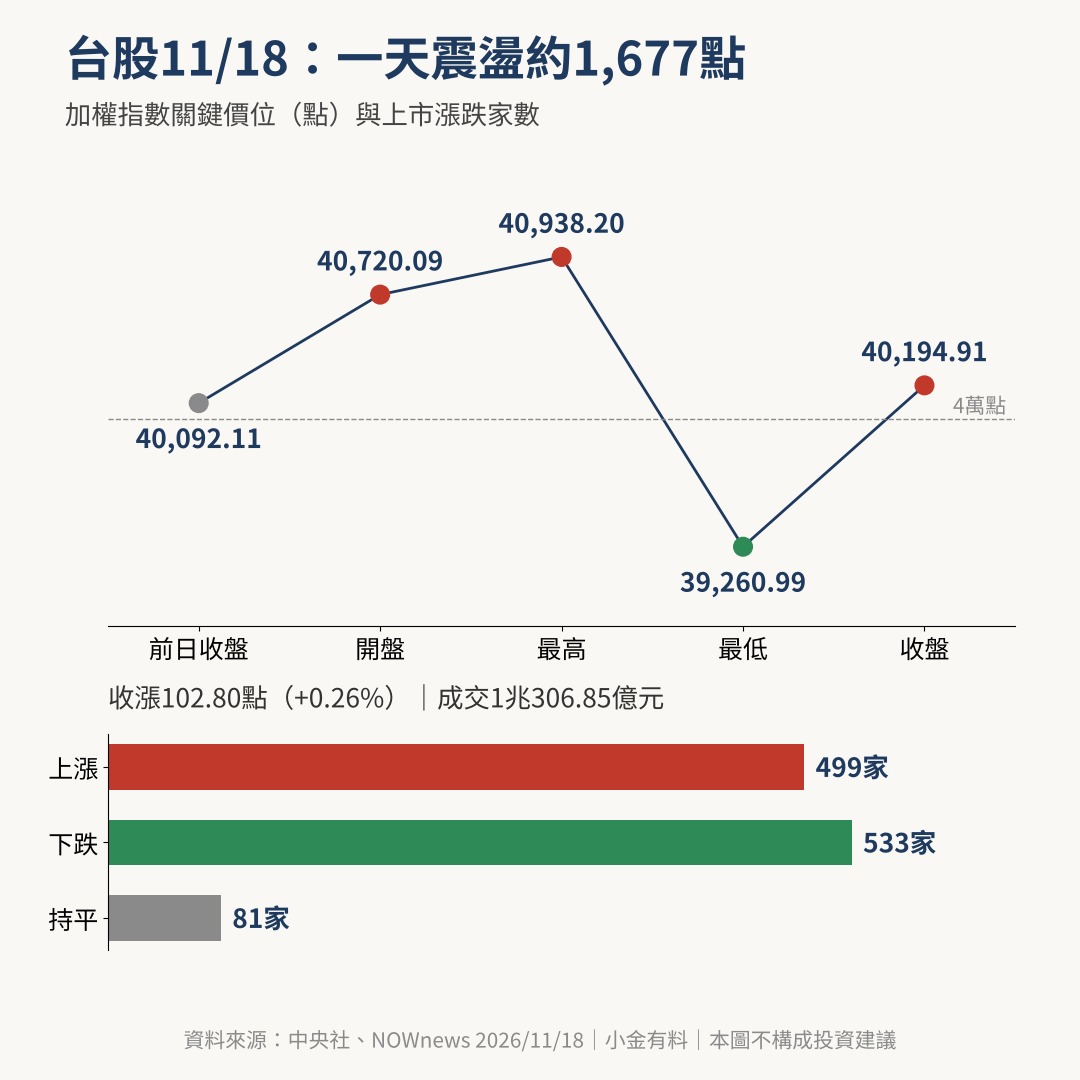 台股11/18：一天震盪約1,677點
加權指數關鍵價位（點）與上市漲跌家數
40,938.20
40,720.09
40,194.91
4萬點
40,092.11
39,260.99
前日收盤
開盤
最高
最低
收盤
收漲102.80點（+0.26%）｜成交1兆306.85億元
上漲
499家
下跌
533家
持平
81家
資料來源：中央社、NOWnews 2026/11/18｜小金有料｜本圖不構成投資建議